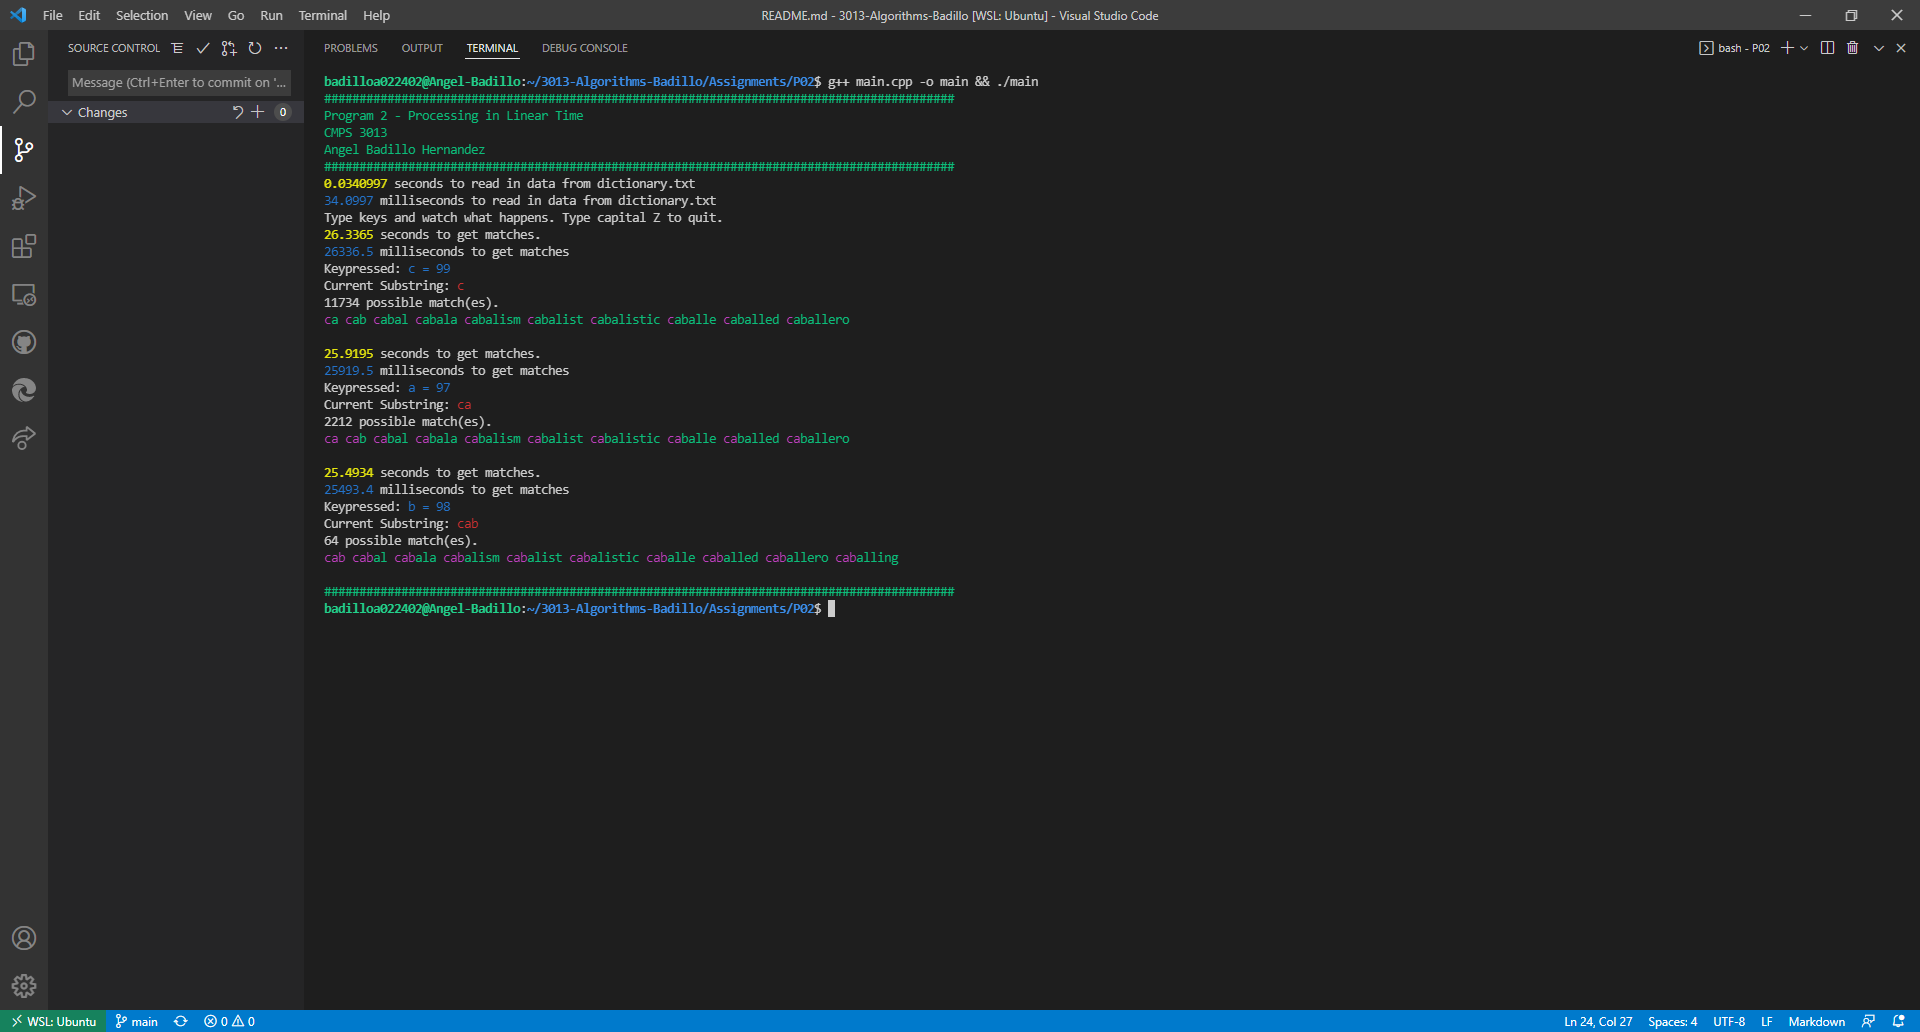 File Edit Selection View Go Run Terminal Help
README.md - 3013-Algorithms-Badillo [WSL: Ubuntu] - Visual Studio Code
SOURCE CONTROL
Message (Ctrl+Enter to commit on '...
Changes
0
PROBLEMS OUTPUT TERMINAL DEBUG CONSOLE
bash - P02
badilloa022402@Angel-Badillo:~/3013-Algorithms-Badillo/Assignments/P02$ g++ main.cpp -o main && ./main
##########################################################################################
Program 2 - Processing in Linear Time
CMPS 3013
Angel Badillo Hernandez
##########################################################################################
0.0340997 seconds to read in data from dictionary.txt
34.0997 milliseconds to read in data from dictionary.txt
Type keys and watch what happens. Type capital Z to quit.
26.3365 seconds to get matches.
26336.5 milliseconds to get matches
Keypressed: c = 99
Current Substring: c
11734 possible match(es).
ca cab cabal cabala cabalism cabalist cabalistic caballe caballed caballero
25.9195 seconds to get matches.
25919.5 milliseconds to get matches
Keypressed: a = 97
Current Substring: ca
2212 possible match(es).
ca cab cabal cabala cabalism cabalist cabalistic caballe caballed caballero
25.4934 seconds to get matches.
25493.4 milliseconds to get matches
Keypressed: b = 98
Current Substring: cab
64 possible match(es).
cab cabal cabala cabalism cabalist cabalistic caballe caballed caballero caballing
##########################################################################################
badilloa022402@Angel-Badillo:~/3013-Algorithms-Badillo/Assignments/P02$
WSL: Ubuntu main 0 0
Ln 24, Col 27 Spaces: 4 UTF-8 LF Markdown